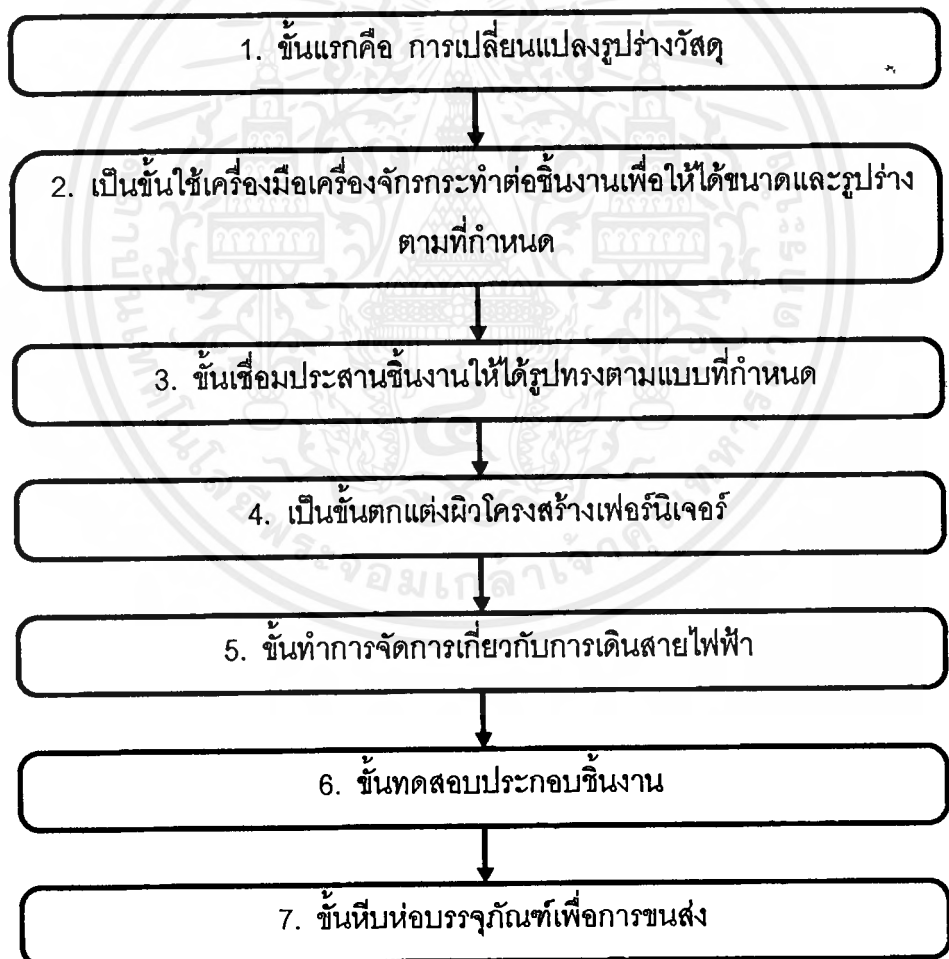 1. ขั้นแรกคือ การเปลี่ยนแปลงรูปร่างวัสดุ
2. เป็นขั้นใช้เครื่องมือเครื่องจักรกระทำต่อชิ้นงานเพื่อให้ได้ขนาดและรูปร่าง
ตามที่กำหนด
3. ขั้นเชื่อมประสานชิ้นงานให้ได้รูปทรงตามแบบที่กำหนด
4. เป็นขั้นตกแต่งผิวโครงสร้างเฟอร์นิเจอร์
5. ขั้นทำการจัดการเกี่ยวกับการเดินสายไฟฟ้า
6. ขั้นทดสอบประกอบชิ้นงาน
7. ขั้นหีบห่อบรรจุภัณฑ์เพื่อการขนส่ง